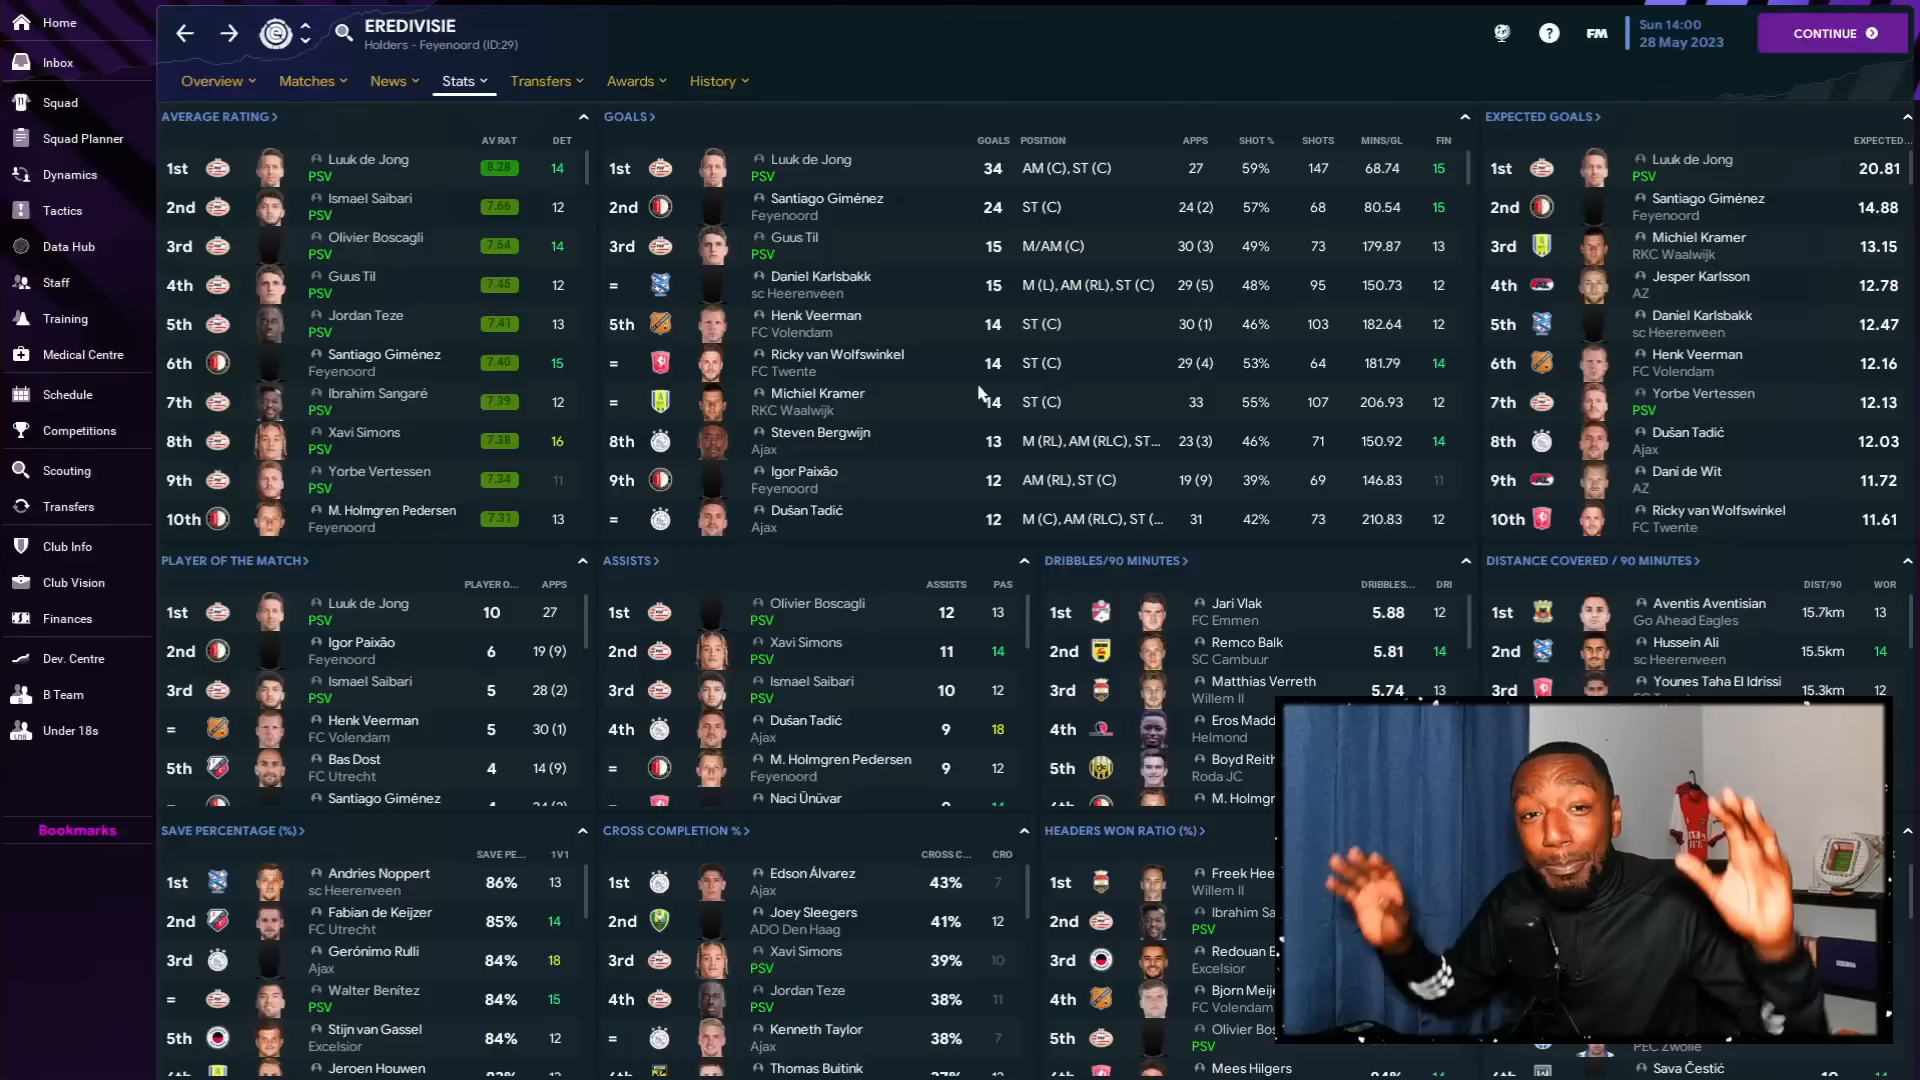 Home
Inbox
Squad
Squad Planner
Dynamics
Tactics
Data Hub
Staff
Training
Medical Centre
Schedule
Competitions
Scouting
Transfers
Club Info
Club Vision
Finances
Dev. Centre
B Team
Under 18s
Bookmarks
EREDIVISIE
Holders - Feyenoord (ID:29)
FM
Sun 14:00
28 May 2023
CONTINUE
Overview Matches News Stats Transfers Awards History
AVERAGE RATING >
AV RAT DET
1st Luuk de Jong 8.28 14
PSV
2nd Ismael Saibari 7.66 12
PSV
3rd Olivier Boscagli 7.64 14
PSV
4th Guus Til 7.45 12
PSV
5th Jordan Teze 7.41 13
PSV
6th Santiago Giménez 7.40 15
Feyenoord
7th Ibrahim Sangaré 7.39 12
PSV
8th Xavi Simons 7.38 16
PSV
9th Yorbe Vertessen 7.34 11
PSV
10th M. Holmgren Pedersen 7.31 13
Feyenoord
GOALS >
GOALS POSITION APPS SHOT % SHOTS MINS/GL FIN
1st Luuk de Jong 34 AM (C), ST (C) 27 59% 147 68.74 15
PSV
2nd Santiago Giménez 24 ST (C) 24 (2) 57% 68 80.54 15
Feyenoord
3rd Guus Til 15 M/AM (C) 30 (3) 49% 73 179.87 13
PSV
= Daniel Karlsbakk 15 M (L), AM (RL), ST (C) 29 (5) 48% 95 150.73 12
sc Heerenveen
5th Henk Veerman 14 ST (C) 30 (1) 46% 103 182.64 12
FC Volendam
= Ricky van Wolfswinkel 14 ST (C) 29 (4) 53% 64 181.79 14
FC Twente
= Michiel Kramer 14 ST (C) 33 55% 107 206.93 12
RKC Waalwijk
8th Steven Bergwijn 13 M (RL), AM (RLC), ST... 23 (3) 46% 71 150.92 14
Ajax
9th Igor Paixão 12 AM (RL), ST (C) 19 (9) 39% 69 146.83 11
Feyenoord
= Dušan Tadić 12 M (C), AM (RLC), ST (... 31 42% 73 210.83 12
Ajax
EXPECTED GOALS >
EXPECTED...
1st Luuk de Jong 20.81
PSV
2nd Santiago Giménez 14.88
Feyenoord
3rd Michiel Kramer 13.15
RKC Waalwijk
4th Jesper Karlsson 12.78
AZ
5th Daniel Karlsbakk 12.47
sc Heerenveen
6th Henk Veerman 12.16
FC Volendam
7th Yorbe Vertessen 12.13
PSV
8th Dušan Tadić 12.03
Ajax
9th Dani de Wit 11.72
AZ
10th Ricky van Wolfswinkel 11.61
FC Twente
PLAYER OF THE MATCH >
PLAYER O... APPS
1st Luuk de Jong 10 27
PSV
2nd Igor Paixão 6 19 (9)
Feyenoord
3rd Ismael Saibari 5 28 (2)
PSV
= Henk Veerman 5 30 (1)
FC Volendam
5th Bas Dost 4 14 (9)
FC Utrecht
Santiago Giménez
ASSISTS >
ASSISTS PAS
1st Olivier Boscagli 12 13
PSV
2nd Xavi Simons 11 14
PSV
3rd Ismael Saibari 10 12
PSV
4th Dušan Tadić 9 18
Ajax
= M. Holmgren Pedersen 9 12
Feyenoord
Naci Ünüvar
DRIBBLES/90 MINUTES >
DRIBBLES... DRI
1st Jari Vlak 5.88 12
FC Emmen
2nd Remco Balk 5.81 14
SC Cambuur
3rd Matthias Verreth 5.74 13
Willem II
4th Eros Madd
Helmond
5th Boyd Reith
Roda JC
M. Holmgr
DISTANCE COVERED / 90 MINUTES >
DIST/90 WOR
1st Aventis Aventisian 15.7km 13
Go Ahead Eagles
2nd Hussein Ali 15.5km 14
sc Heerenveen
3rd Younes Taha El Idrissi 15.3km 12
SAVE PERCENTAGE (%) >
SAVE PE... 1V1
1st Andries Noppert 86% 13
sc Heerenveen
2nd Fabian de Keijzer 85% 14
FC Utrecht
3rd Gerónimo Rulli 84% 18
Ajax
= Walter Benítez 84% 15
PSV
5th Stijn van Gassel 84% 12
Excelsior
Jeroen Houwen
CROSS COMPLETION % >
CROSS C... CRO
1st Edson Álvarez 43% 7
Ajax
2nd Joey Sleegers 41% 12
ADO Den Haag
3rd Xavi Simons 39% 10
PSV
4th Jordan Teze 38% 11
PSV
= Kenneth Taylor 38% 7
Ajax
Thomas Buitink
HEADERS WON RATIO (%) >
1st Freek Hee
Willem II
2nd Ibrahim Sa
PSV
3rd Redouan E
Excelsior
4th Bjorn Meije
FC Volendam
5th Olivier Bos
PSV
Mees Hilgers
PEC Zwolle
Sava Čestić